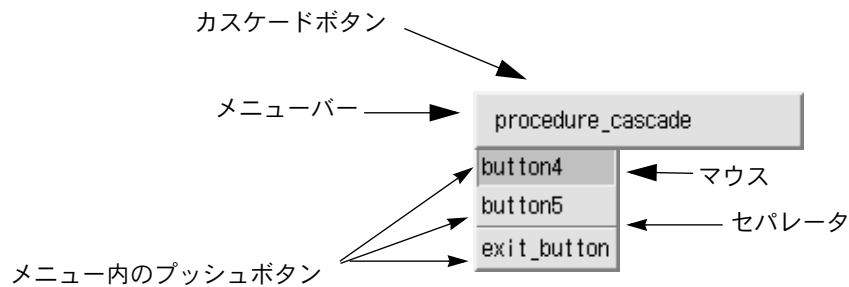 カスケードボタン
メニューバー
procedure_cascade
button4
マウス
button5
セパレータ
exit_button
メニュー内のプッシュボタン